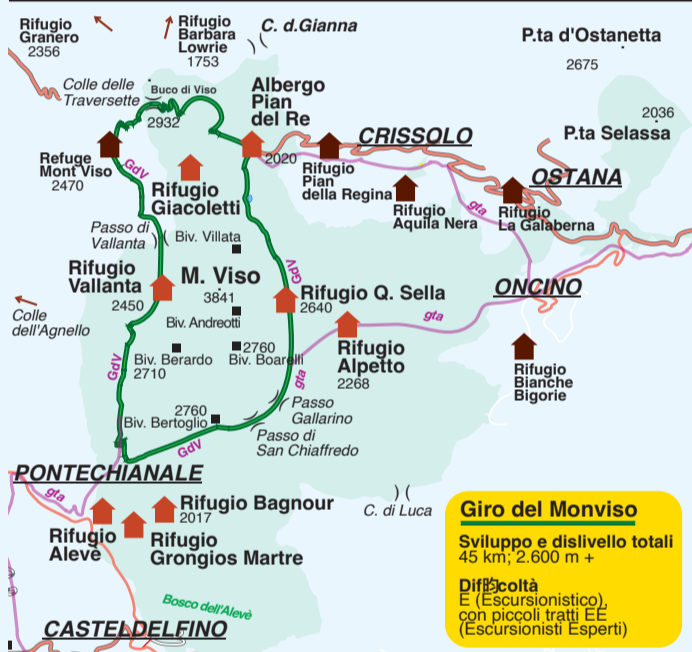 Rifugio
Granero
2356
Rifugio
Barbara
Lowrie
1753
C. d.Gianna
P.ta d'Ostanetta
2675
Colle delle
Traversette
Buco di Viso
2932
Albergo
Pian
del Re
2020
2036
P.ta Selassa
CRISSOLO
Refuge
Mont Viso
2470
GdV
Rifugio
Giacoletti
Rifugio
Pian
della Regina
OSTANA
Rifugio
Aquila Nera
gta
Rifugio
La Galaberna
Passo di
Vallanta
Biv. Villata
GdV
Rifugio
Vallanta
2450
M. Viso
3841
Rifugio Q. Sella
2640
ONCINO
Colle
dell'Agnello
Biv. Andreotti
gta
Rifugio
Alpetto
2268
GdV
Biv. Berardo
2710
2760
Biv. Boarelli
gta
Rifugio
Bianche
Bigorie
2760
Biv. Bertoglio
Passo
Gallarino
GdV
Passo di
San Chiaffredo
PONTECHIANALE
gta
C. di Luca
Rifugio Bagnour
2017
Rifugio
Alevè
Rifugio
Grongios Martre
Bosco dell'Alevè
CASTELDELFINO
Giro del Monviso
Sviluppo e dislivello totali
45 km; 2.600 m +
Difficoltà
E (Escursionistico),
con piccoli tratti EE
(Escursionisti Esperti)